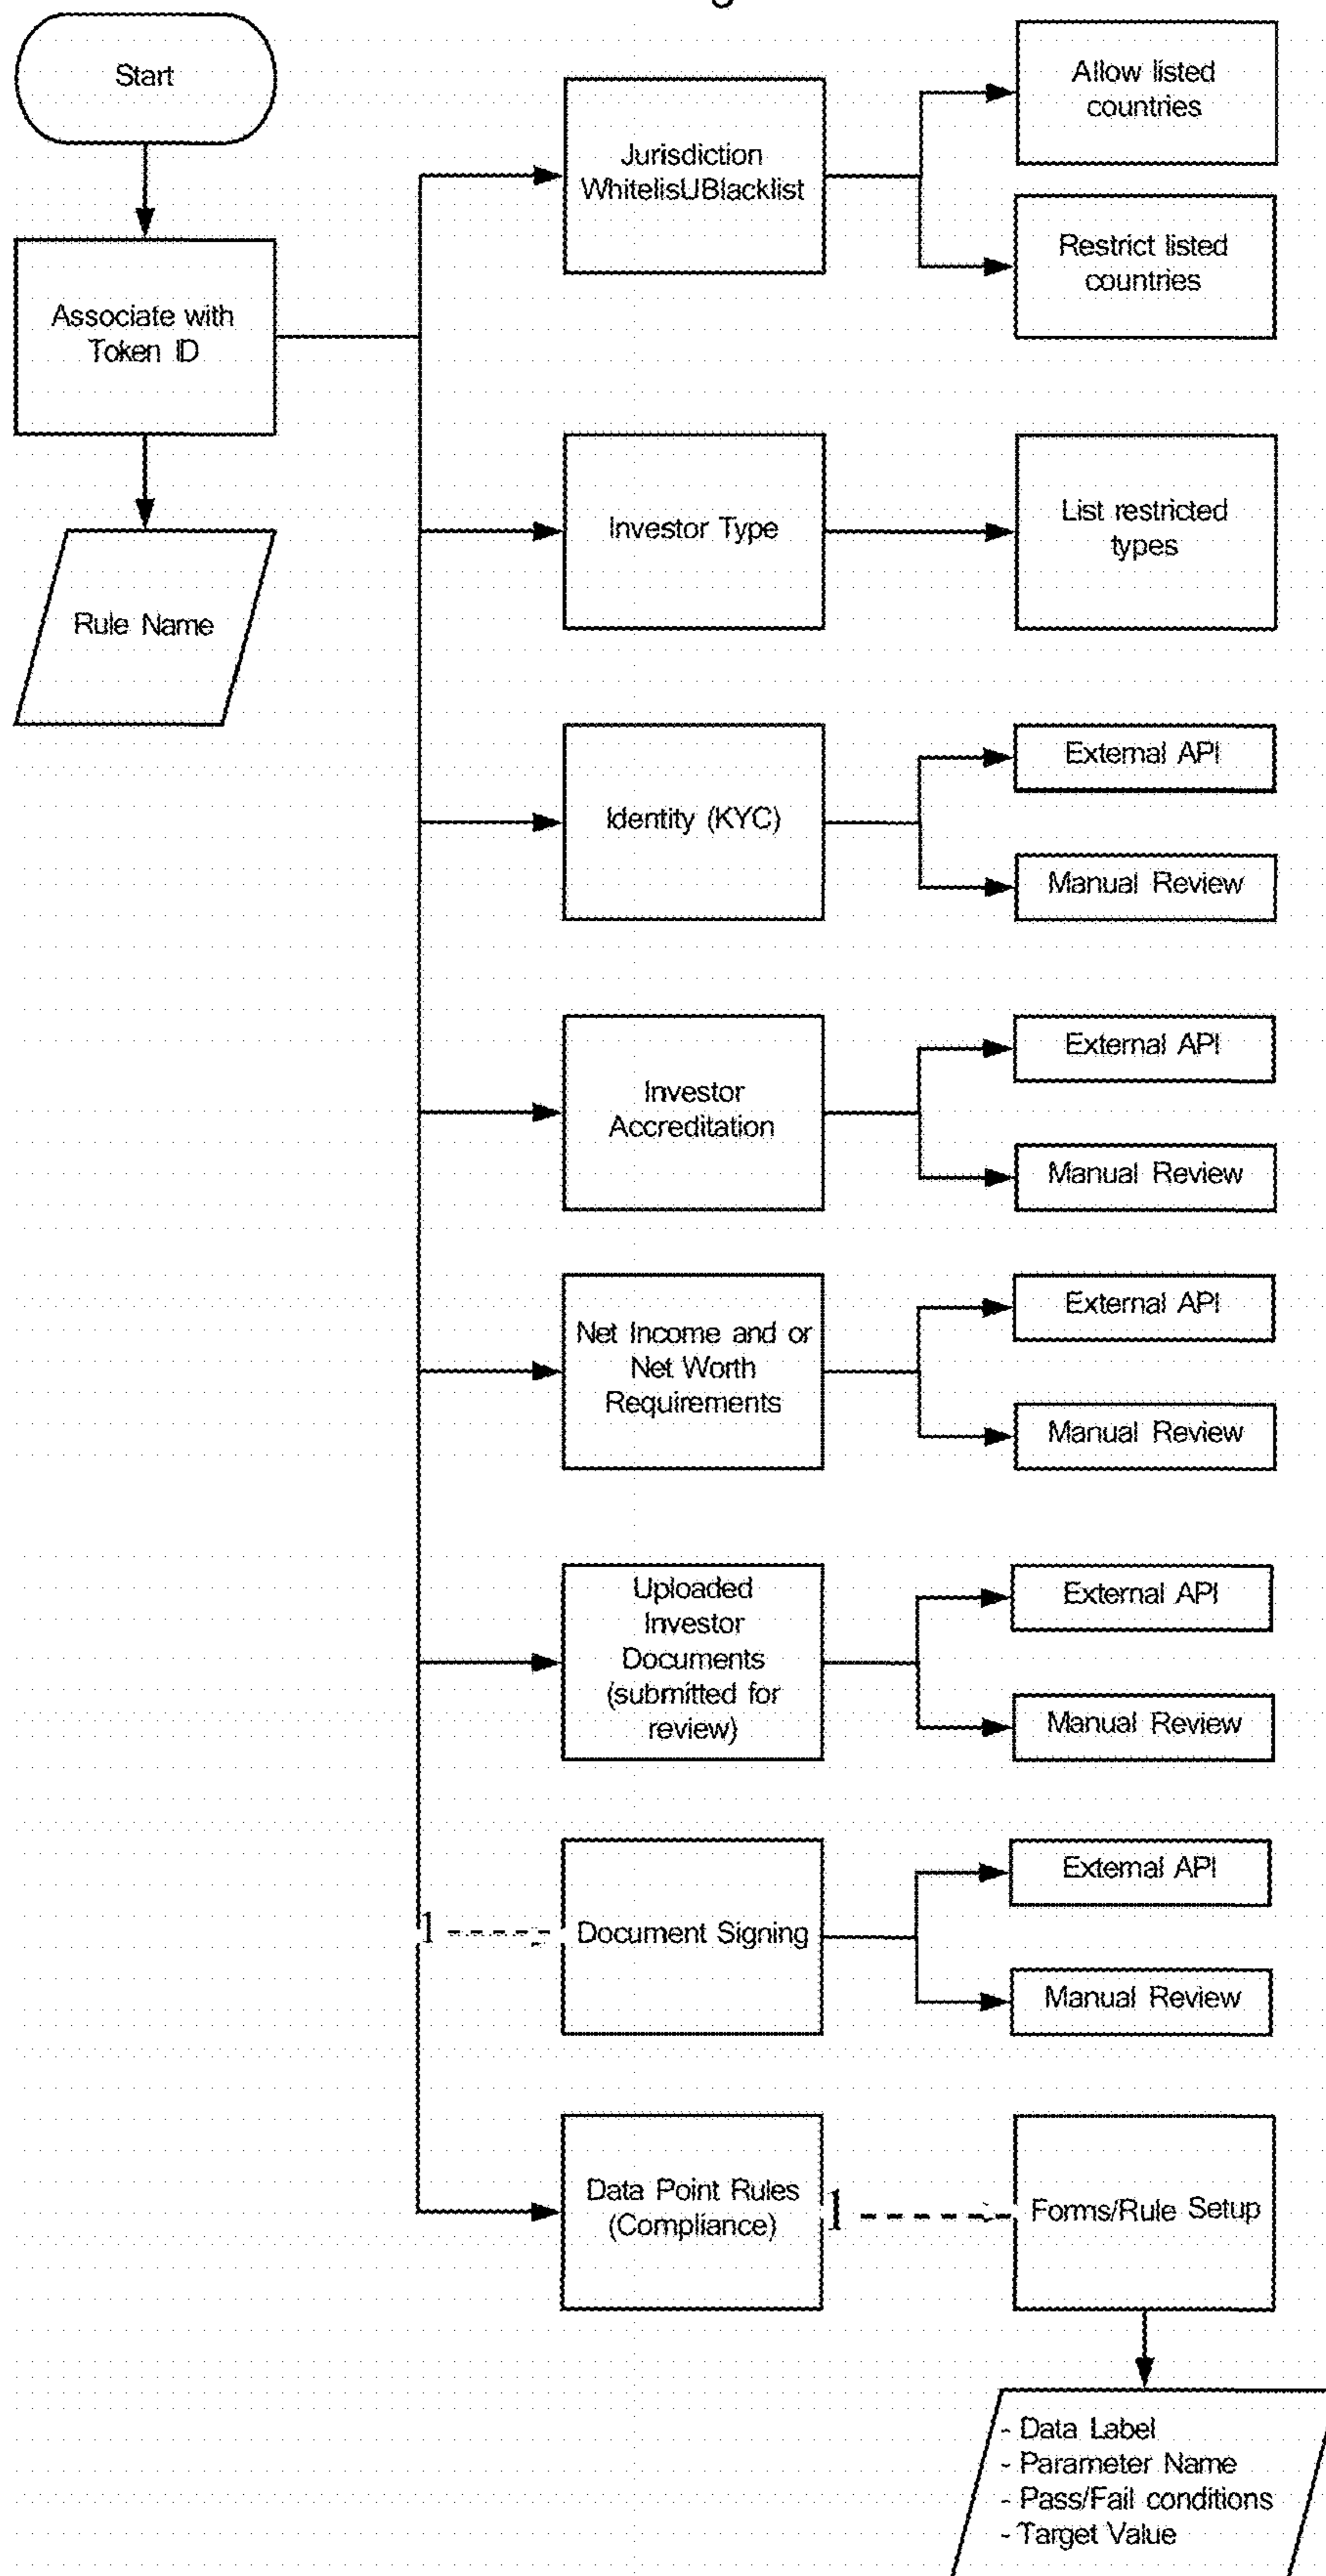 Start
Associate with
Token ID
Rule Name
Jurisdiction
WhitelisUBlacklist
Allow listed
countries
Restrict listed
countries
Investor Type
List restricted
types
Identity (KYC)
External API
Manual Review
Investor
Accreditation
External API
Manual Review
Net Income and or
Net Worth
Requirements
External API
Manual Review
Uploaded
Investor
Documents
(submitted for
review)
External API
Manual Review
1
Document Signing
External API
Manual Review
Data Point Rules
(Compliance)
1
Forms/Rule Setup
- Data Label
- Parameter Name
- Pass/Fail conditions
- Target Value